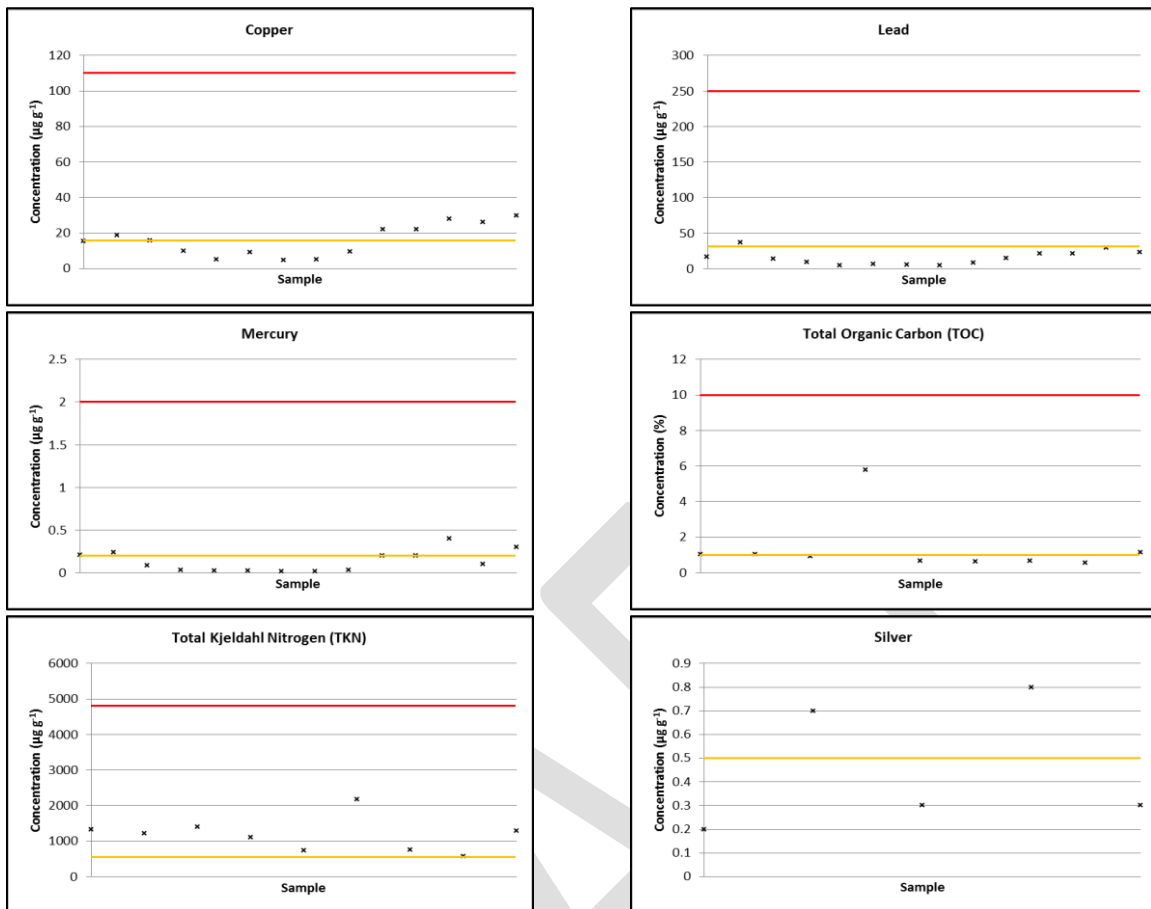 Copper
Concentration (µg g⁻¹)
120
100
80
60
40
20
0
Sample
Lead
Concentration (µg g⁻¹)
300
250
200
150
100
50
0
Sample
Mercury
Concentration (µg g⁻¹)
2.5
2
1.5
1
0.5
0
Sample
Total Organic Carbon (TOC)
Concentration (%)
12
10
8
6
4
2
0
Sample
Total Kjeldahl Nitrogen (TKN)
Concentration (µg g⁻¹)
6000
5000
4000
3000
2000
1000
0
Sample
Silver
Concentration (µg g⁻¹)
0.9
0.8
0.7
0.6
0.5
0.4
0.3
0.2
0.1
0
Sample